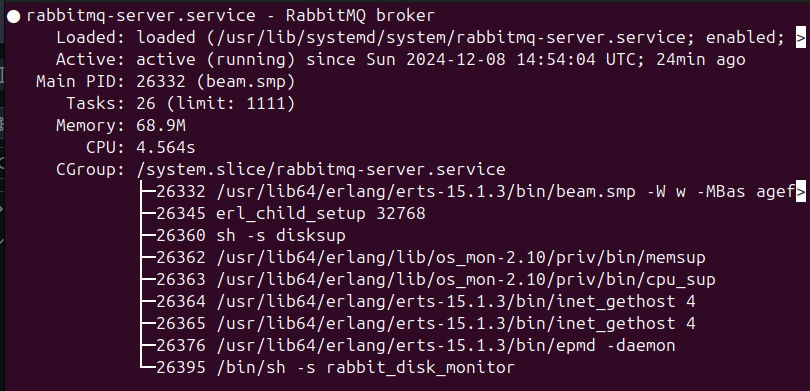 ● rabbitmq-server.service - RabbitMQ broker
Loaded: loaded (/usr/lib/systemd/system/rabbitmq-server.service; enabled; >
Active: active (running) since Sun 2024-12-08 14:54:04 UTC; 24min ago
Main PID: 26332 (beam.smp)
Tasks: 26 (limit: 1111)
Memory: 68.9M
CPU: 4.564s
CGroup: /system.slice/rabbitmq-server.service
├─26332 /usr/lib64/erlang/erts-15.1.3/bin/beam.smp -W w -MBas agef>
├─26345 erl_child_setup 32768
├─26360 sh -s disksup
├─26362 /usr/lib64/erlang/lib/os_mon-2.10/priv/bin/memsup
├─26363 /usr/lib64/erlang/lib/os_mon-2.10/priv/bin/cpu_sup
├─26364 /usr/lib64/erlang/erts-15.1.3/bin/inet_gethost 4
├─26365 /usr/lib64/erlang/erts-15.1.3/bin/inet_gethost 4
├─26376 /usr/lib64/erlang/erts-15.1.3/bin/epmd -daemon
└─26395 /bin/sh -s rabbit_disk_monitor